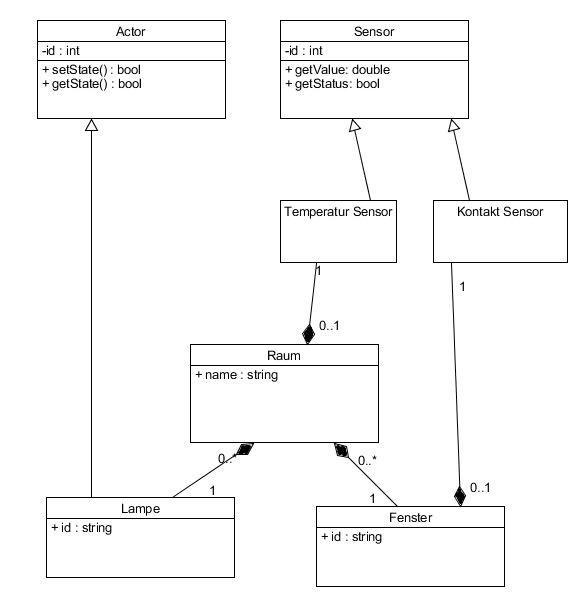 Actor
-id : int
+ setState() : bool
+ getState() : bool
Sensor
-id : int
+ getValue: double
+ getStatus: bool
Temperatur Sensor
Kontakt Sensor
1
1
0..1
Raum
+ name : string
0..*
0..*
0..1
1
1
Lampe
+ id : string
Fenster
+ id : string